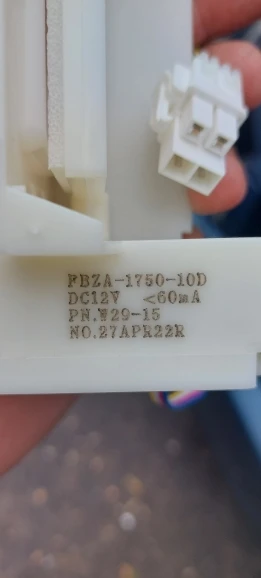 FBZA-1750-10D
DC12V <60mA
PN.W29-15
NO.27APR22R